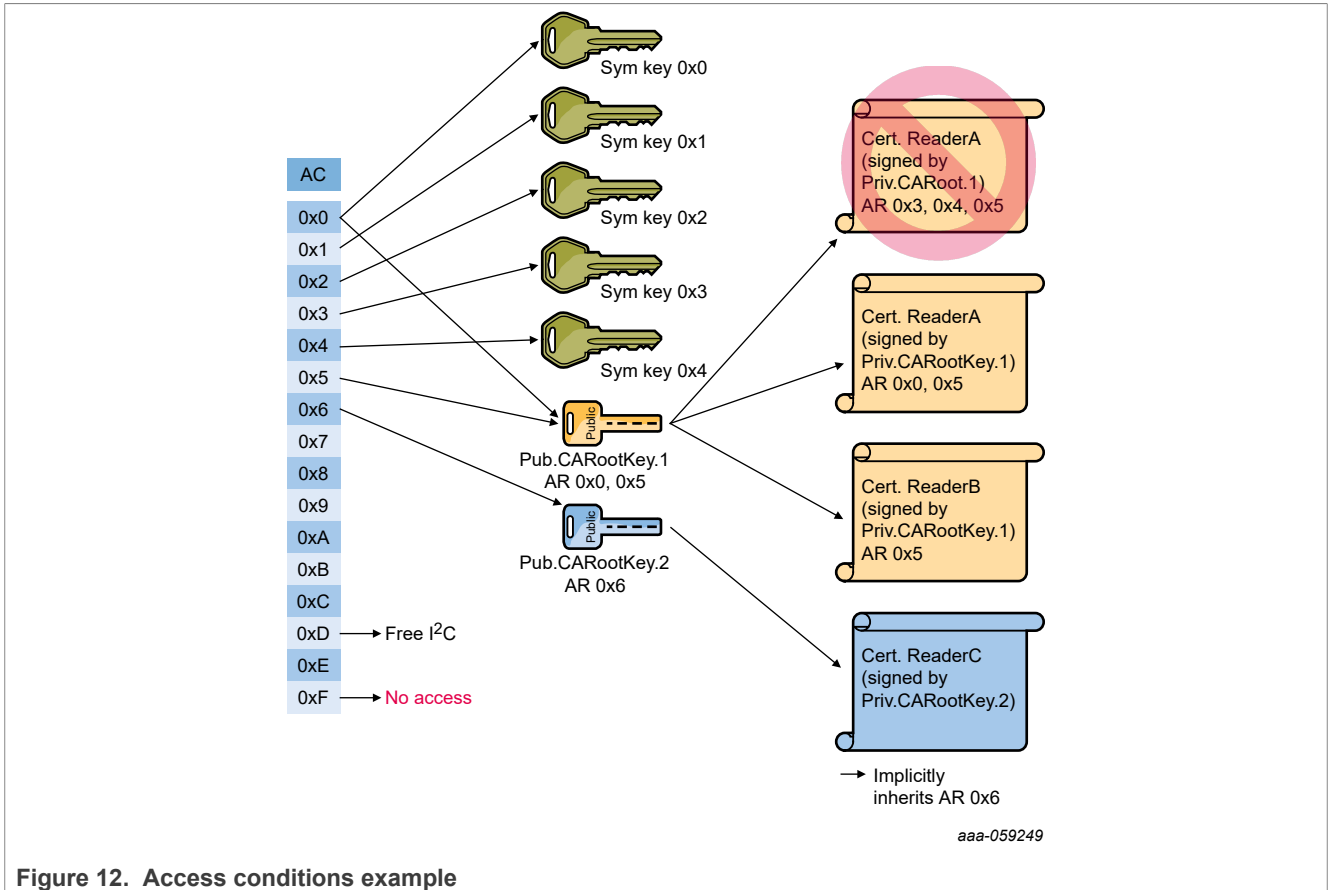 Sym key 0x0
Sym key 0x1
Sym key 0x2
Sym key 0x3
Sym key 0x4
AC
0x0
0x1
0x2
0x3
0x4
0x5
0x6
0x7
0x8
0x9
0xA
0xB
0xC
0xD
0xE
0xF
Free I2C
No access
Public
Pub.CARootKey.1
AR 0x0, 0x5
Public
Pub.CARootKey.2
AR 0x6
Cert. ReaderA
(signed by
Priv.CARoot.1)
AR 0x3, 0x4, 0x5
Cert. ReaderA
(signed by
Priv.CARootKey.1)
AR 0x0, 0x5
Cert. ReaderB
(signed by
Priv.CARootKey.1)
AR 0x5
Cert. ReaderC
(signed by
Priv.CARootKey.2)
Implicitly
inherits AR 0x6
aaa-059249
Figure 12. Access conditions example